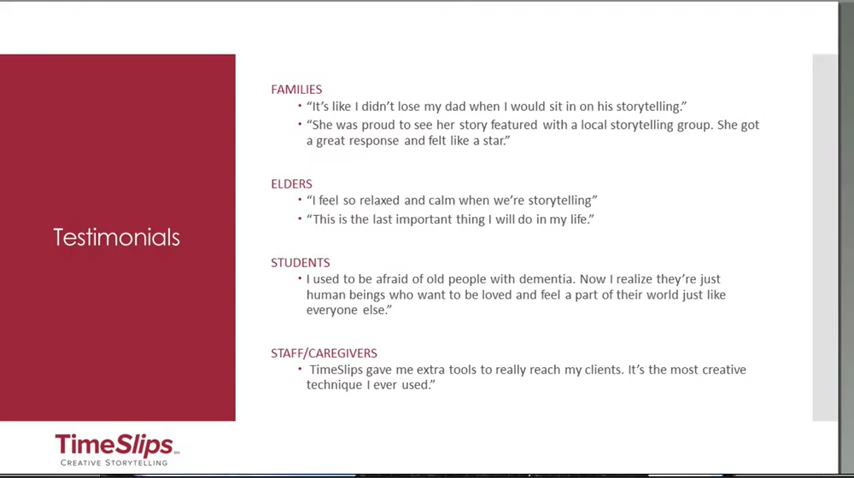 FAMILIES
• “It’s like I didn’t lose my dad when I would sit in on his storytelling.”
• “She was proud to see her story featured with a local storytelling group. She got
a great response and felt like a star.”
ELDERS
• “I feel so relaxed and calm when we’re storytelling”
• “This is the last important thing I will do in my life.”
Testimonials
STUDENTS
• I used to be afraid of old people with dementia. Now I realize they’re just
human beings who want to be loved and feel a part of their world just like
everyone else.”
STAFF/CAREGIVERS
• TimeSlips gave me extra tools to really reach my clients. It’s the most creative
technique I ever used.”
TimeSlips
CREATIVE STORYTELLING